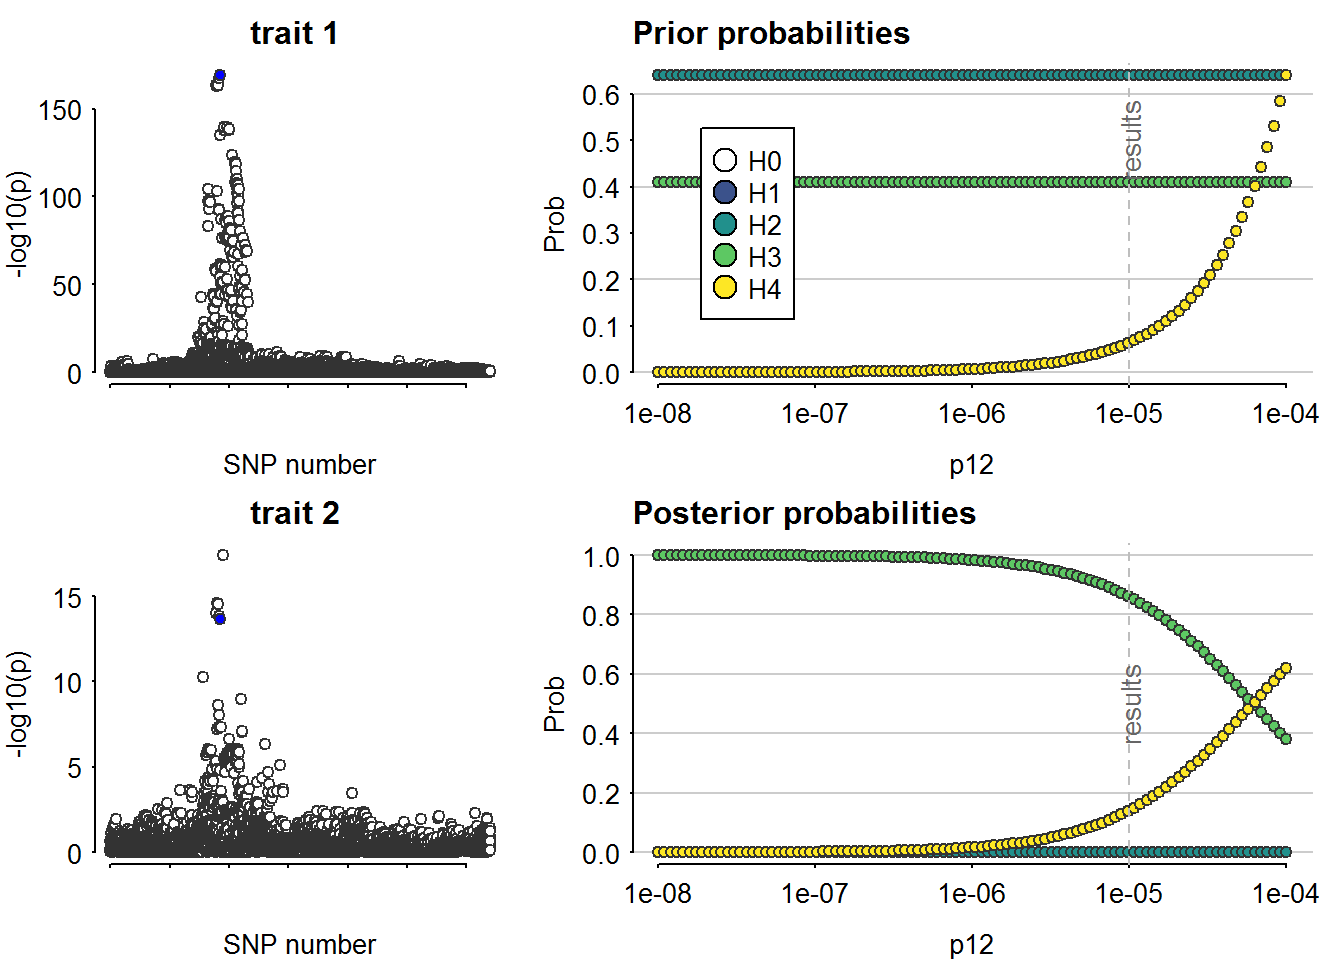 trait 1
-log10(p)
150
100
50
0
SNP number
Prior probabilities
Prob
0.6
0.5
0.4
0.3
0.2
0.1
0.0
results
H0
H1
H2
H3
H4
1e-08 1e-07 1e-06 1e-05 1e-04
p12
trait 2
-log10(p)
15
10
5
0
SNP number
Posterior probabilities
Prob
1.0
0.8
0.6
0.4
0.2
0.0
results
1e-08 1e-07 1e-06 1e-05 1e-04
p12